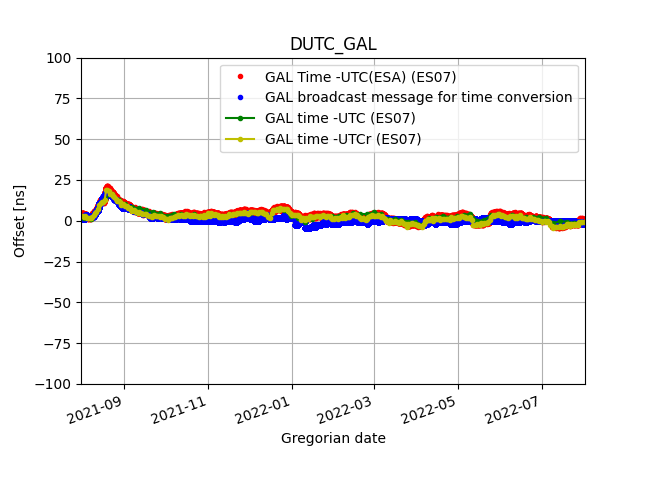 DUTC_GAL
GAL Time -UTC(ESA) (ES07)
GAL broadcast message for time conversion
GAL time -UTC (ES07)
GAL time -UTCr (ES07)
100
75
50
25
0
−25
−50
−75
−100
Offset [ns]
2021-09
2021-11
2022-01
2022-03
2022-05
2022-07
Gregorian date